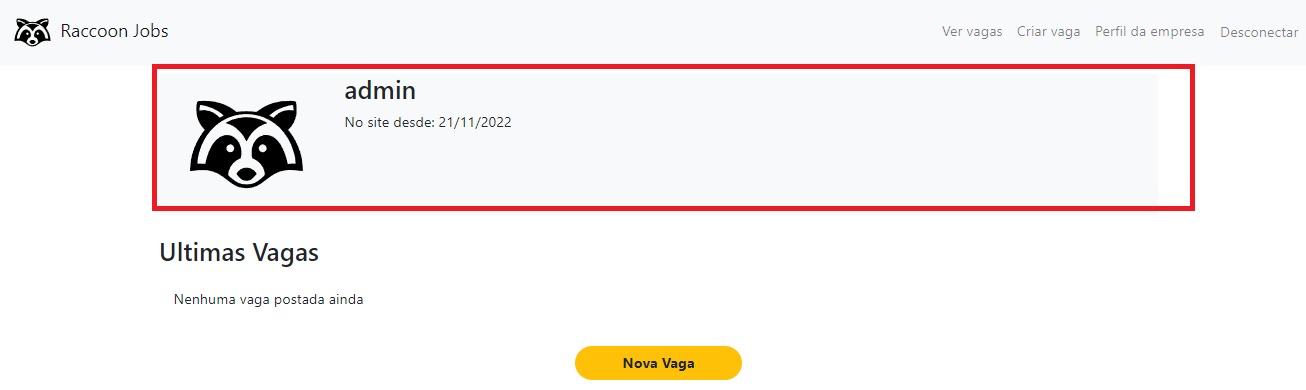 Raccoon Jobs
Ver vagas Criar vaga Perfil da empresa Desconectar
admin
No site desde: 21/11/2022
Ultimas Vagas
Nenhuma vaga postada ainda
Nova Vaga